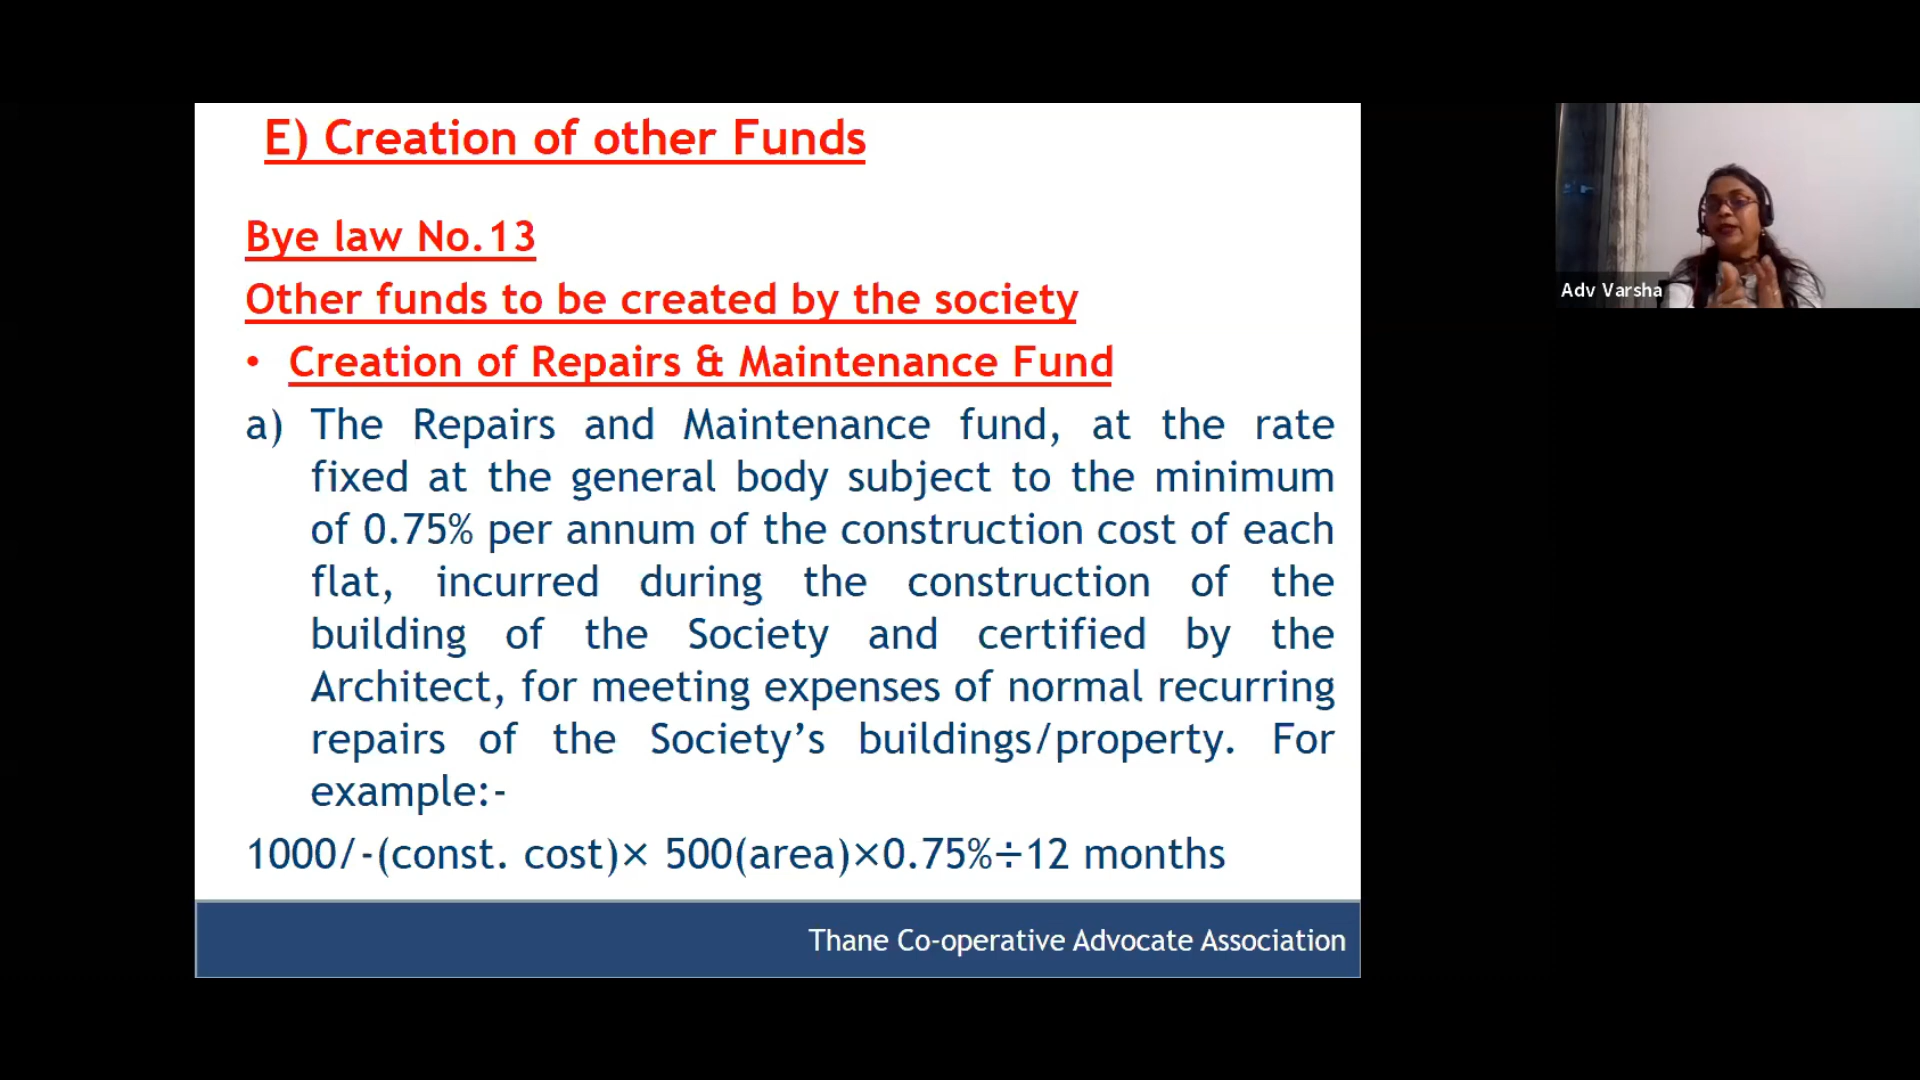 E) Creation of other Funds
Bye law No.13
Other funds to be created by the society
• Creation of Repairs & Maintenance Fund
a) The Repairs and Maintenance fund, at the rate
fixed at the general body subject to the minimum
of 0.75% per annum of the construction cost of each
flat, incurred during the construction of the
building of the Society and certified by the
Architect, for meeting expenses of normal recurring
repairs of the Society’s buildings/property. For
example:-
1000/-(const. cost)× 500(area)×0.75%÷12 months
Thane Co-operative Advocate Association
Adv Varsha